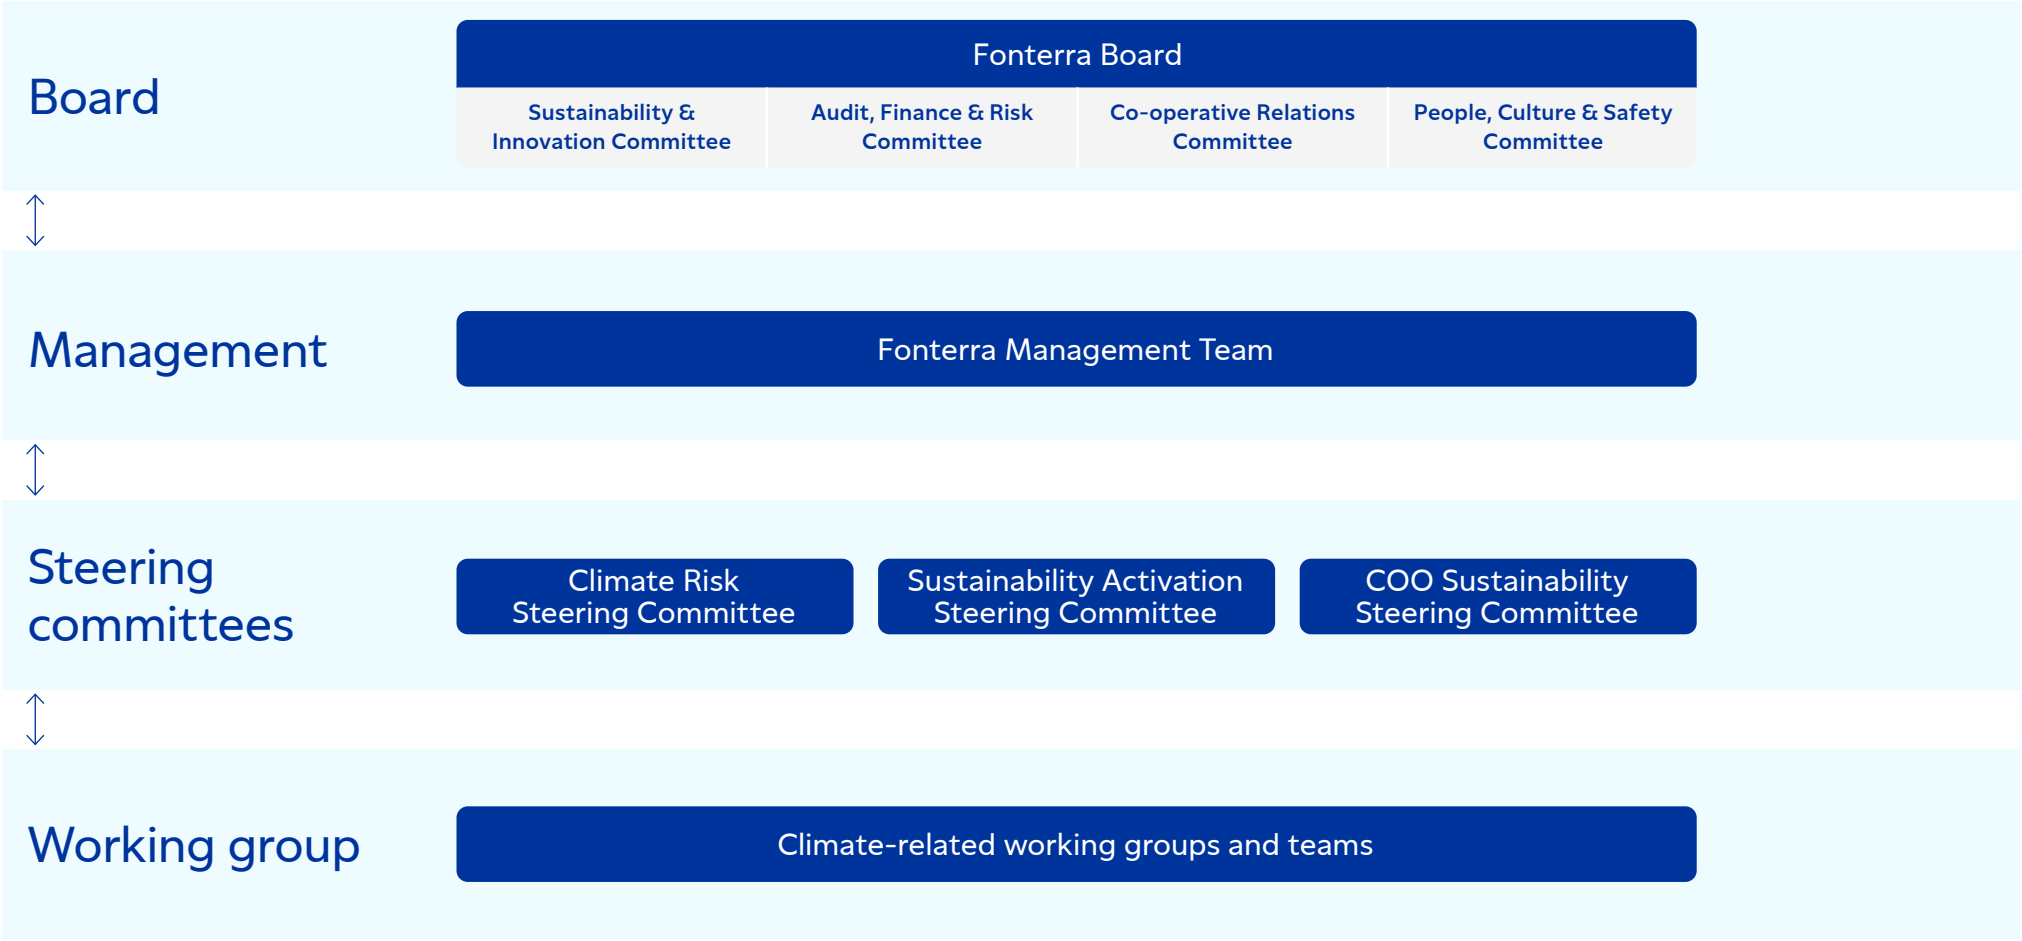 Board
Fonterra Board
Sustainability &
Innovation Committee
Audit, Finance & Risk
Committee
Co-operative Relations
Committee
People, Culture & Safety
Committee
Management
Fonterra Management Team
Steering
committees
Climate Risk
Steering Committee
Sustainability Activation
Steering Committee
COO Sustainability
Steering Committee
Working group
Climate-related working groups and teams